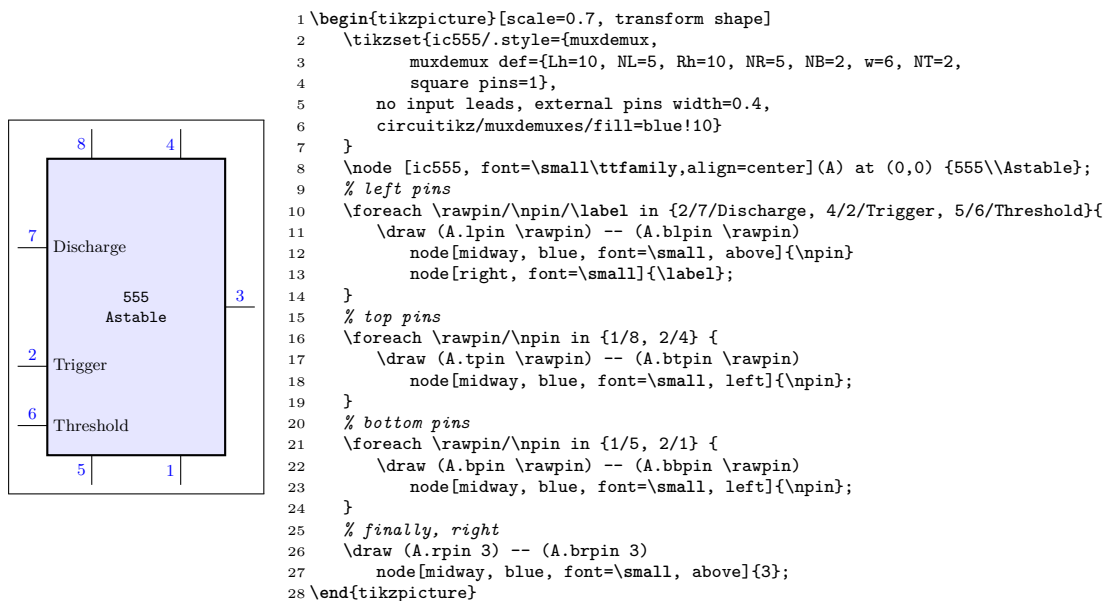 8
4
7
Discharge
555
Astable
3
2
Trigger
6
Threshold
5
1
1 \begin{tikzpicture}[scale=0.7, transform shape]
2     \tikzset{ic555/.style={muxdemux,
3             muxdemux def={Lh=10, NL=5, Rh=10, NR=5, NB=2, w=6, NT=2,
4             square pins=1},
5         no input leads, external pins width=0.4,
6         circuitikz/muxdemuxes/fill=blue!10}
7     }
8     \node [ic555, font=\small\ttfamily,align=center](A) at (0,0) {555\\Astable};
9     % left pins
10     \foreach \rawpin/\npin/\label in {2/7/Discharge, 4/2/Trigger, 5/6/Threshold}{
11         \draw (A.lpin \rawpin) -- (A.blpin \rawpin)
12             node[midway, blue, font=\small, above]{\npin}
13             node[right, font=\small]{\label};
14     }
15     % top pins
16     \foreach \rawpin/\npin in {1/8, 2/4} {
17         \draw (A.tpin \rawpin) -- (A.btpin \rawpin)
18             node[midway, blue, font=\small, left]{\npin};
19     }
20     % bottom pins
21     \foreach \rawpin/\npin in {1/5, 2/1} {
22         \draw (A.bpin \rawpin) -- (A.bbpin \rawpin)
23             node[midway, blue, font=\small, left]{\npin};
24     }
25     % finally, right
26     \draw (A.rpin 3) -- (A.brpin 3)
27         node[midway, blue, font=\small, above]{3};
28 \end{tikzpicture}